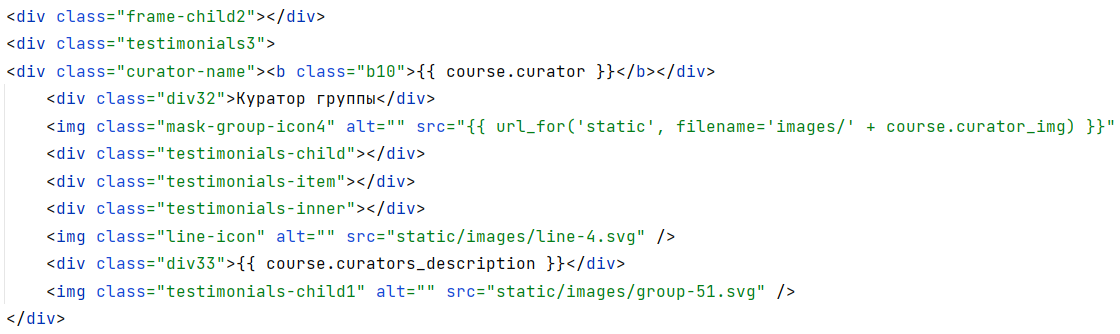 <div class="frame-child2"></div>
<div class="testimonials3">
<div class="curator-name"><b class="b10">{{ course.curator }}</b></div>
    <div class="div32">Куратор группы</div>
    <img class="mask-group-icon4" alt="" src="{{ url_for('static', filename='images/' + course.curator_img) }}"
    <div class="testimonials-child"></div>
    <div class="testimonials-item"></div>
    <div class="testimonials-inner"></div>
    <img class="line-icon" alt="" src="static/images/line-4.svg" />
    <div class="div33">{{ course.curators_description }}</div>
    <img class="testimonials-child1" alt="" src="static/images/group-51.svg" />
</div>